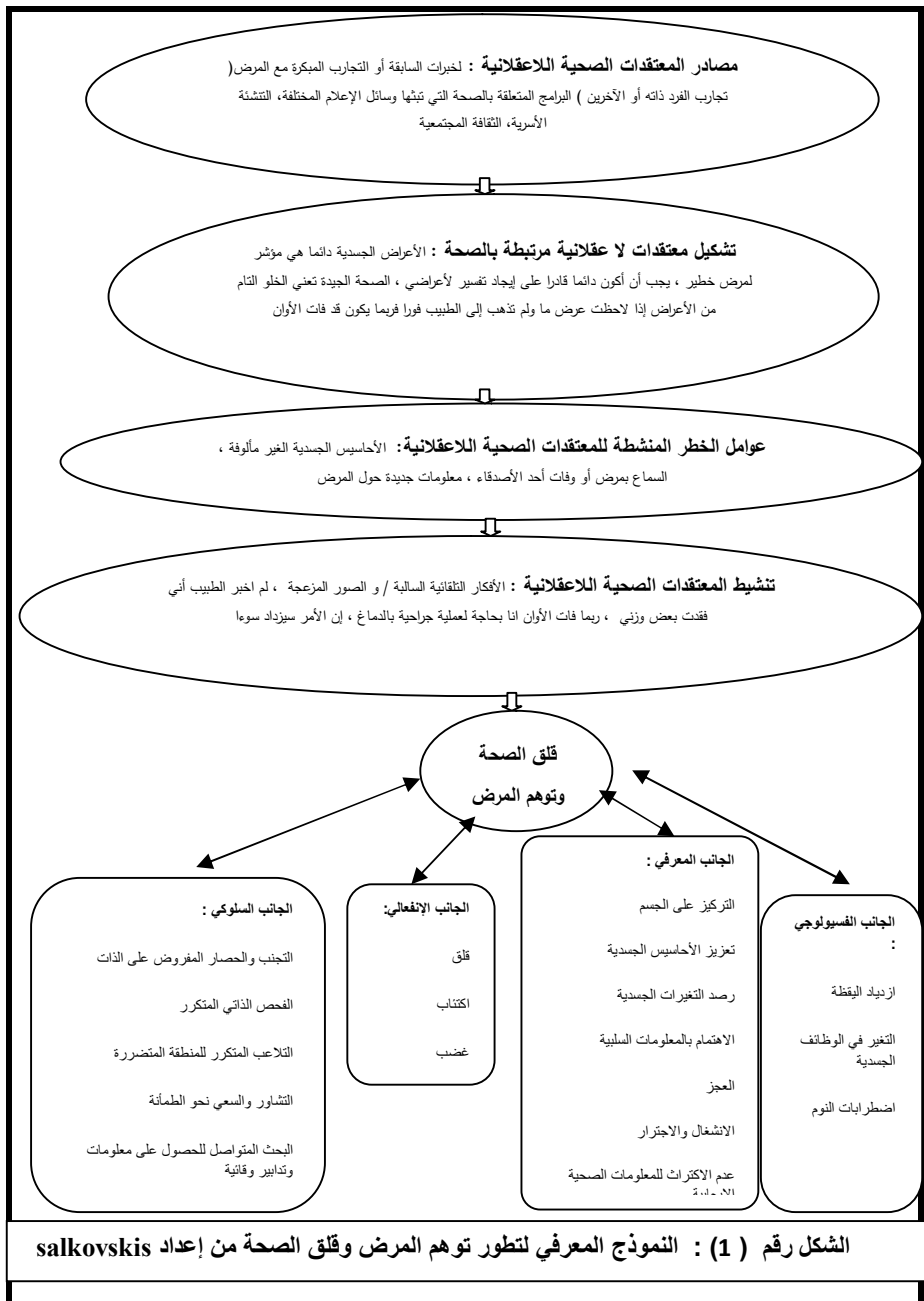 مصادر المعتقدات الصحية اللاعقلانية : لخبرات السابقة أو التجارب المبكرة مع المرض(
تجارب الفرد ذاته أو الآخرين ) البرامج المتعلقة بالصحة التي تبثها وسائل الإعلام المختلفة، التنشئة
الأسرية، الثقافة المجتمعية
تشكيل معتقدات لا عقلانية مرتبطة بالصحة : الأعراض الجسدية دائما هي مؤشر
لمرض خطير ، يجب أن أكون دائما قادرا على إيجاد تفسير لأعراضي ، الصحة الجيدة تعني الخلو التام
من الأعراض إذا لاحظت عرض ما ولم تذهب إلى الطبيب فورا فربما يكون قد فات الأوان
عوامل الخطر المنشطة للمعتقدات الصحية اللاعقلانية: الأحاسيس الجسدية الغير مألوفة ،
السماع بمرض أو وفات أحد الأصدقاء ، معلومات جديدة حول المرض
تنشيط المعتقدات الصحية اللاعقلانية : الأفكار التلقائية السالبة / و الصور المزعجة ، لم اخبر الطبيب أني
فقدت بعض وزني ، ربما فات الأوان انا بحاجة لعملية جراحية بالدماغ ، إن الأمر سيزداد سوءا
قلق الصحة
وتوهم المرض
الجانب الفسيولوجي
:
ازدياد اليقظة
التغير في الوظائف
الجسدية
اضطرابات النوم
الجانب المعرفي :
التركيز على الجسم
تعزيز الأحاسيس الجسدية
رصد التغيرات الجسدية
الاهتمام بالمعلومات السلبية
العجز
الانشغال والاجترار
عدم الاكتراث للمعلومات الصحية
الجانب الإنفعالي:
قلق
اكتئاب
غضب
الجانب السلوكي :
التجنب والحصار المفروض على الذات
الفحص الذاتي المتكرر
التلاعب المتكرر للمنطقة المتضررة
التشاور والسعي نحو الطمأنة
البحث المتواصل للحصول على معلومات
وتدابير وقائية
الشكل رقم ( 1) : النموذج المعرفي لتطور توهم المرض وقلق الصحة من إعداد salkovskis